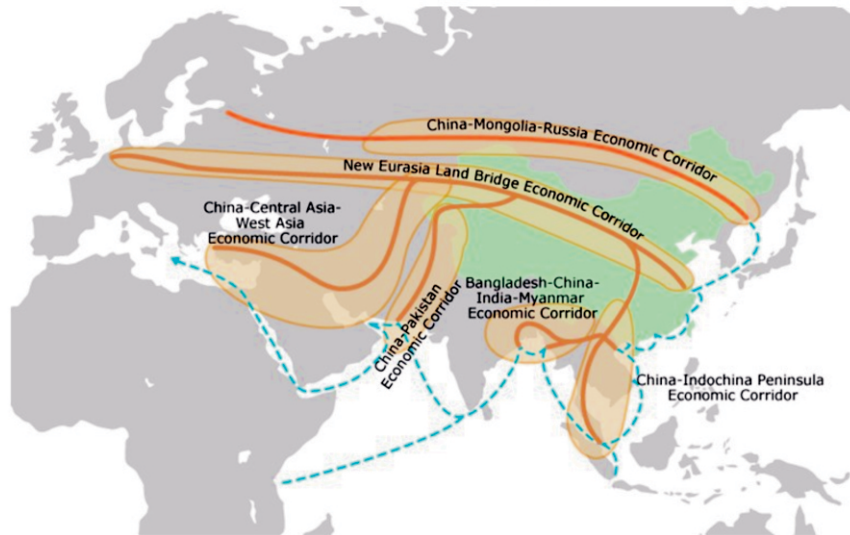 China-Mongolia-Russia Economic Corridor
New Eurasia Land Bridge Economic Corridor
China-Central Asia-
West Asia
Economic Corridor
China-Pakistan
Economic Corridor
Bangladesh-China-
India-Myanmar
Economic Corridor
China-Indochina Peninsula
Economic Corridor